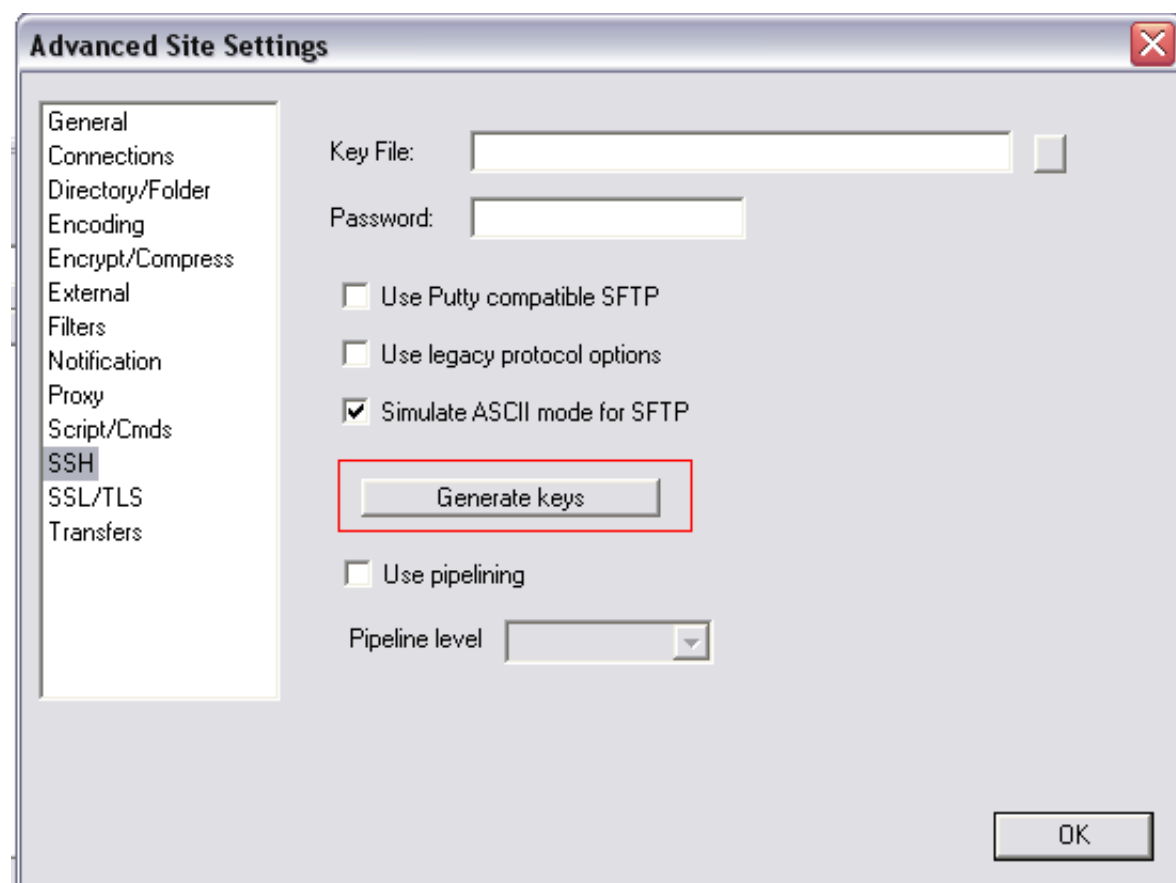 Advanced Site Settings
General
Connections
Directory/Folder
Encoding
Encrypt/Compress
External
Filters
Notification
Proxy
Script/Cmds
SSH
SSL/TLS
Transfers
Key File:
Password:
Use Putty compatible SFTP
Use legacy protocol options
Simulate ASCII mode for SFTP
Generate keys
Use pipelining
Pipeline level
OK